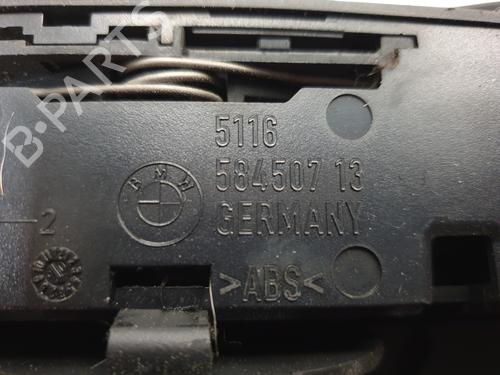 B-PARTS
5116
BMW
584507 13
GERMANY
2
>ABS<